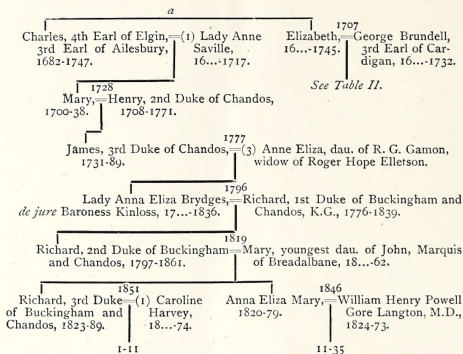 a
1707
Charles, 4th Earl of Elgin,=(1) Lady Anne
3rd Earl of Ailesbury, Saville,
1682-1747. 16...-1717.
Elizabeth,=George Brundell,
16...-1745. 3rd Earl of Car-
digan, 16...-1732.
See Table II.
1728
Mary,=Henry, 2nd Duke of Chandos,
1700-38. 1708-1771.
1777
James, 3rd Duke of Chandos,=(3) Anne Eliza, dau. of R. G. Gamon,
1731-89. widow of Roger Hope Elletson.
1796
Lady Anna Eliza Brydges,=Richard, 1st Duke of Buckingham and
de jure Baroness Kinloss, 17...-1836. Chandos, K.G., 1776-1839.
1819
Richard, 2nd Duke of Buckingham=Mary, youngest dau. of John, Marquis
and Chandos, 1797-1861. of Breadalbane, 18...-62.
1851
Richard, 3rd Duke=(1) Caroline
of Buckingham and Harvey,
Chandos, 1823-89. 18...-74.
1846
Anna Eliza Mary,=William Henry Powell
1820-79. Gore Langton, M.D.,
1824-73.
1-11
11-35